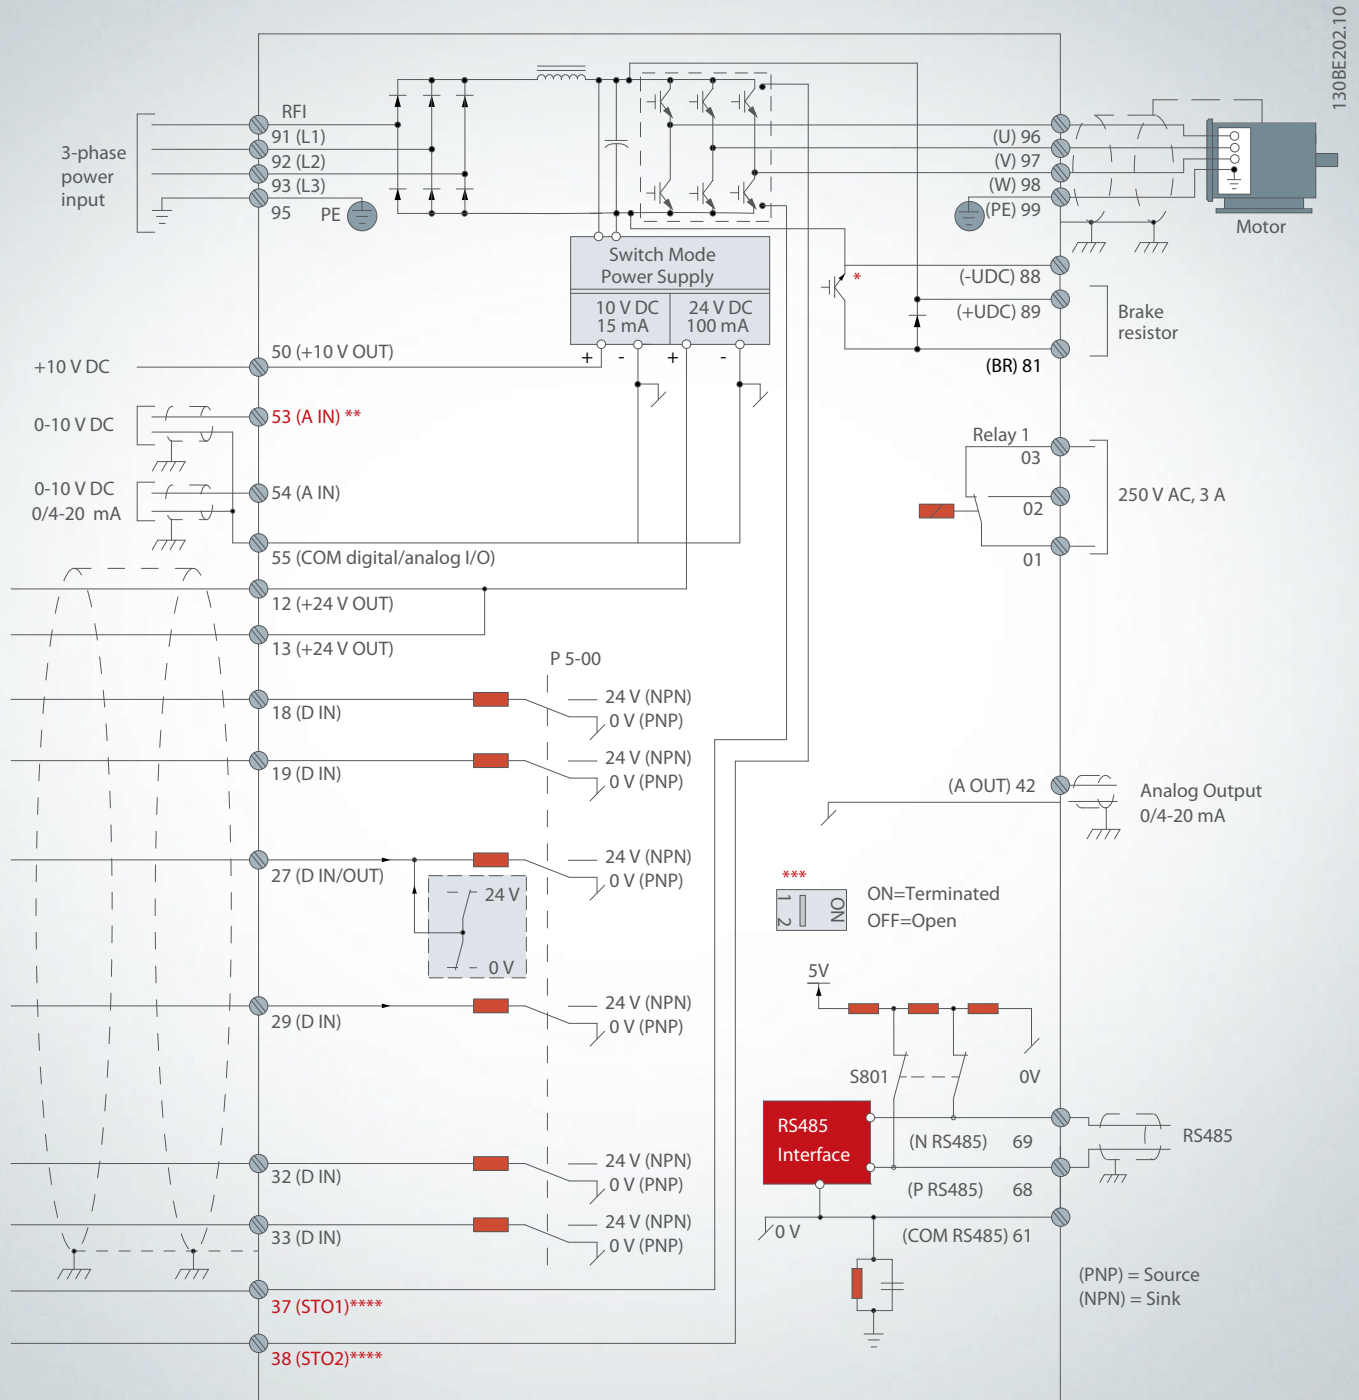 130BE202.10
RFI
3-phase
power
input
91 (L1)
92 (L2)
93 (L3)
95
PE
(U) 96
(V) 97
(W) 98
(PE) 99
Motor
Switch Mode
Power Supply
10 V DC
15 mA
24 V DC
100 mA
+ - + -
*
(-UDC) 88
(+UDC) 89
(BR) 81
Brake
resistor
+10 V DC
50 (+10 V OUT)
0-10 V DC
53 (A IN) **
0-10 V DC
0/4-20 mA
54 (A IN)
55 (COM digital/analog I/O)
12 (+24 V OUT)
13 (+24 V OUT)
Relay 1
03
02
01
250 V AC, 3 A
P 5-00
18 (D IN)
24 V (NPN)
0 V (PNP)
19 (D IN)
24 V (NPN)
0 V (PNP)
27 (D IN/OUT)
24 V (NPN)
0 V (PNP)
24 V
0 V
29 (D IN)
24 V (NPN)
0 V (PNP)
32 (D IN)
24 V (NPN)
0 V (PNP)
33 (D IN)
24 V (NPN)
0 V (PNP)
37 (STO1)****
38 (STO2)****
(A OUT) 42
Analog Output
0/4-20 mA
***
1 2
ON
ON=Terminated
OFF=Open
5V
S801
0V
RS485
Interface
(N RS485) 69
(P RS485) 68
RS485
0 V
(COM RS485) 61
(PNP) = Source
(NPN) = Sink